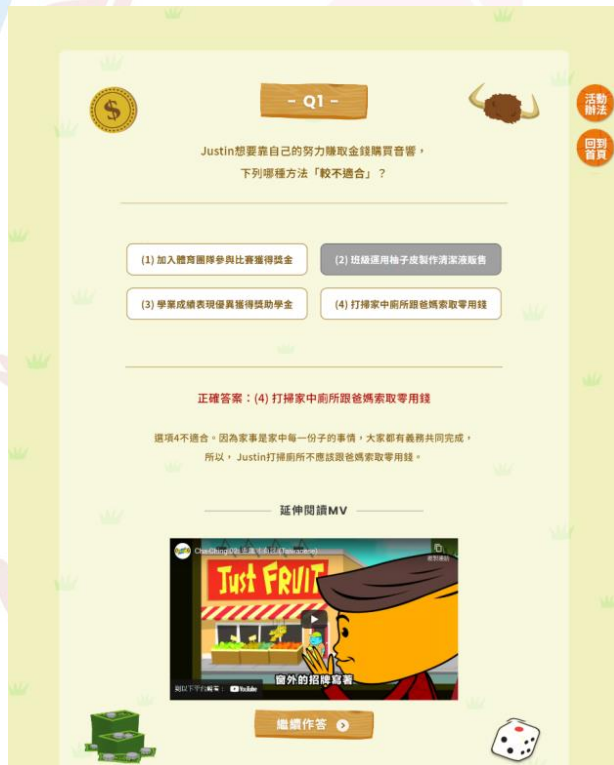 - Q1 -
活動
辦法
回到
首頁
Justin想要靠自己的努力賺取金錢購買音響，
下列哪種方法「較不適合」？
(1) 加入體育團隊參與比賽獲得獎金
(2) 班級運用柚子皮製作清潔液販售
(3) 學業成績表現優異獲得獎助學金
(4) 打掃家中廁所跟爸媽索取零用錢
正確答案：(4) 打掃家中廁所跟爸媽索取零用錢
選項4不適合。因為家事是家中每一份子的事情，大家都有義務共同完成，
所以， Justin打掃廁所不應該跟爸媽索取零用錢。
延伸閱讀MV
Just FRUIT
窗外的招牌寫著
YouTube
繼續作答